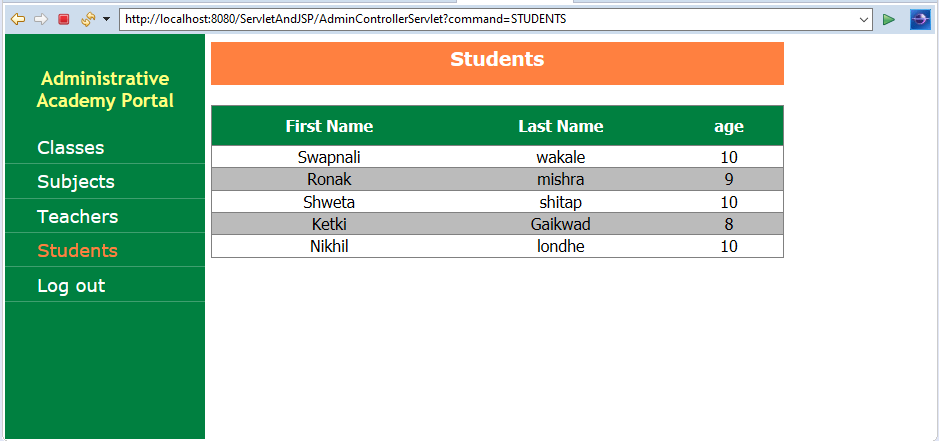 http://localhost:8080/ServletAndJSP/AdminControllerServlet?command=STUDENTS
Administrative
Academy Portal
Classes
Subjects
Teachers
Students
Log out
Students
First Name Last Name age
Swapnali wakale 10
Ronak mishra 9
Shweta shitap 10
Ketki Gaikwad 8
Nikhil londhe 10